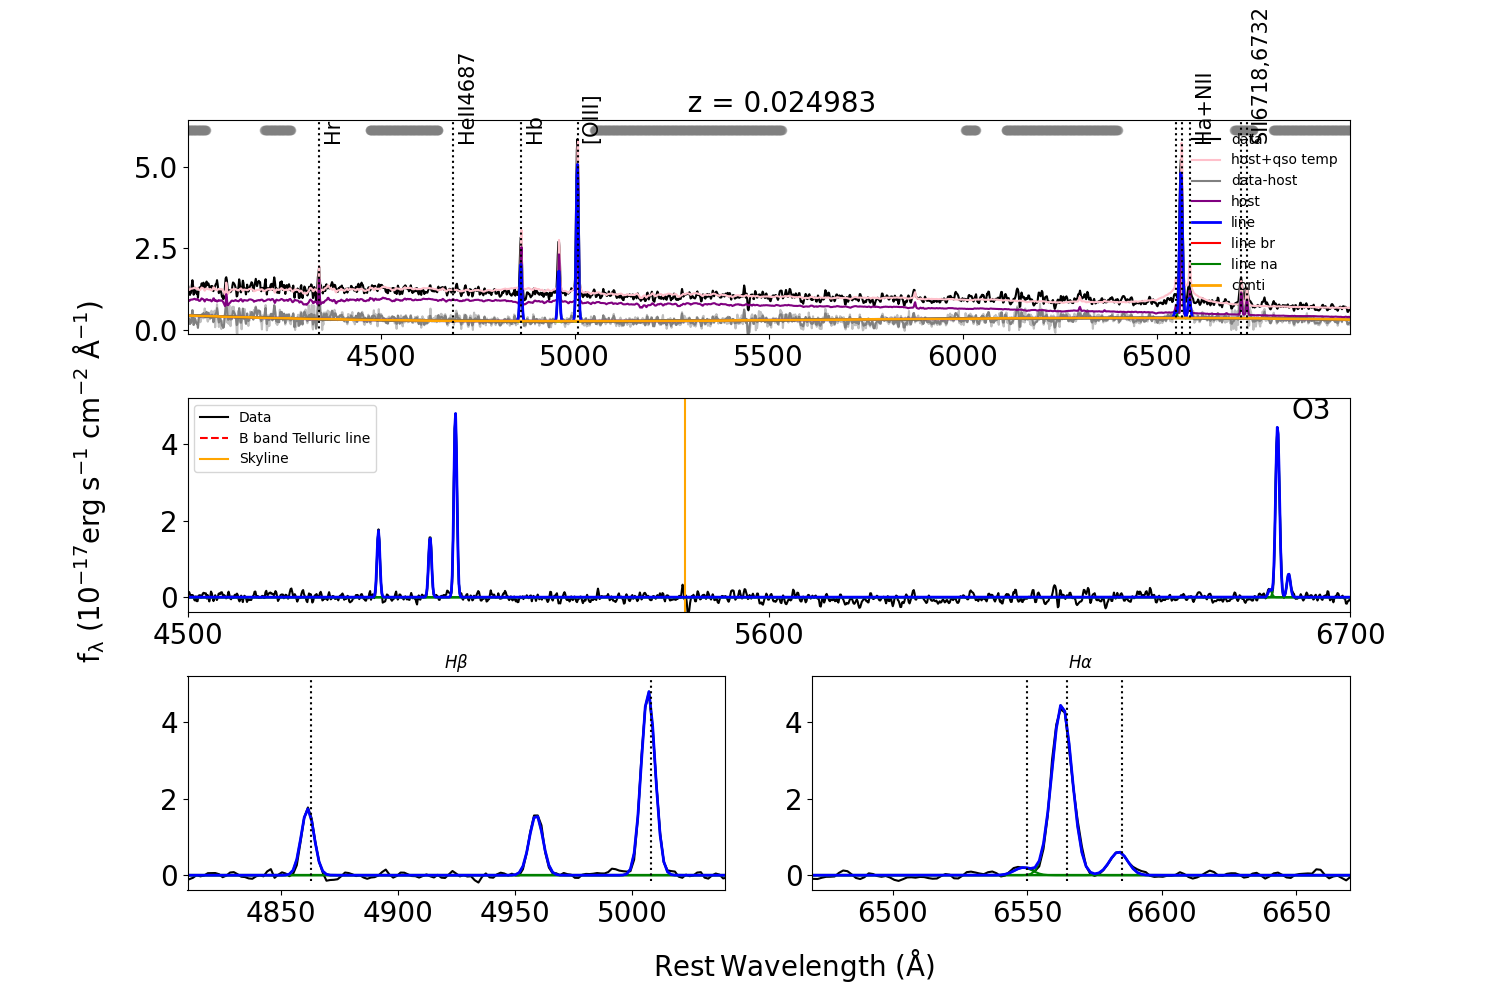 z = 0.024983
Hr
HeII4687
Hb
[OIII]
Ha+NII
SII6718,6732
data
host+qso temp
data-host
host
line
line br
line na
conti
5.0
2.5
0.0
4500 5000 5500 6000 6500
fλ (10−17erg s−1 cm−2 Å−1)
O3
Data
B band Telluric line
Skyline
4
2
0
4500 5600 6700
Hβ
4
2
0
4850 4900 4950 5000
Hα
4
2
0
6500 6550 6600 6650
Rest Wavelength (Å)